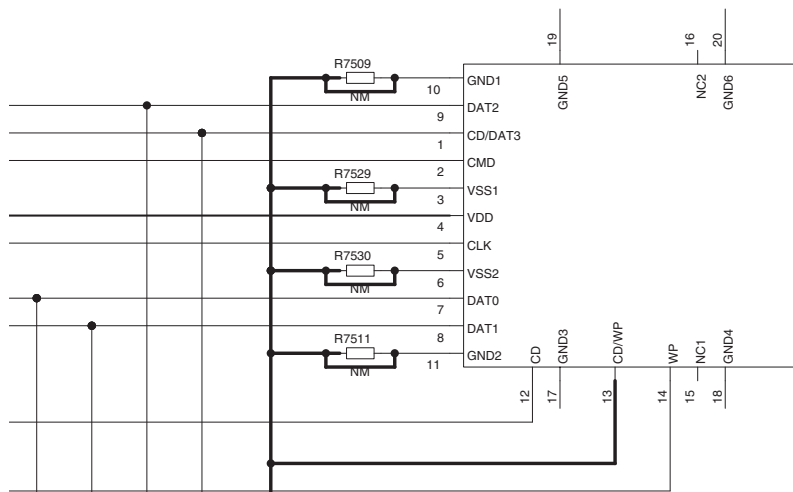 19
16
20
R7509
NM
10
GND1
GND5
NC2
GND6
DAT2
9
CD/DAT3
1
CMD
2
R7529
NM
VSS1
3
VDD
4
CLK
5
R7530
NM
VSS2
6
DAT0
7
DAT1
8
R7511
NM
GND2
11
CD
GND3
CD/WP
WP
NC1
GND4
12
17
13
14
15
18